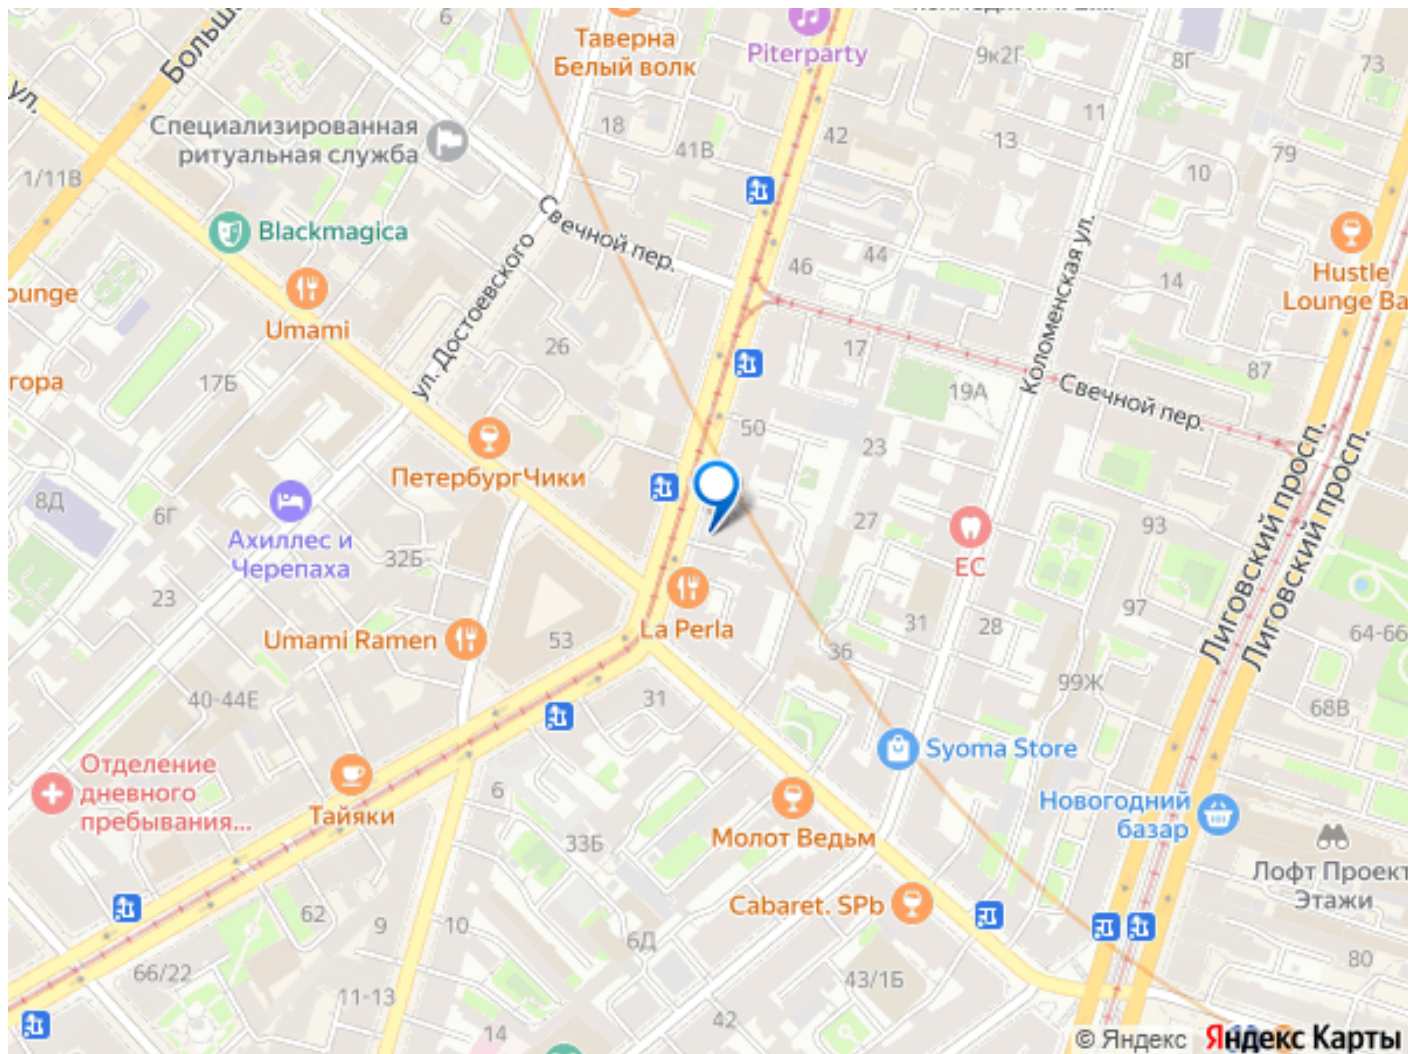 Таверна
Белый волк
Piterparty
9к2Г
8Г
73
6
ул.
Специализированная
ритуальная служба
18
41В
42
11
13
79
10
1/11В
Blackmagica
Свечной пер.
46
44
14
Коломенская ул.
Hustle
Lounge Ba
ounge
Umami
ул. Достоевского
26
17
19А
87
Свечной пер.
гора
17Б
50
23
ПетербургЧики
8Д
6Г
Ахиллес и
Черепаха
32Б
27
ЕС
93
Лиговский просп.
Лиговский просп.
23
La Perla
Umami Ramen
53
31
28
97
64-66
36
40-44Е
31
99Ж
68В
Syoma Store
Отделение
дневного
пребывания...
Тайяки
6
33Б
Молот Ведьм
Новогодний
базар
Лофт Проект
Этажи
Cabaret. SPb
62
9
10
6Д
66/22
11-13
43/1Б
80
14
42
© Яндекс Яндекс Карты